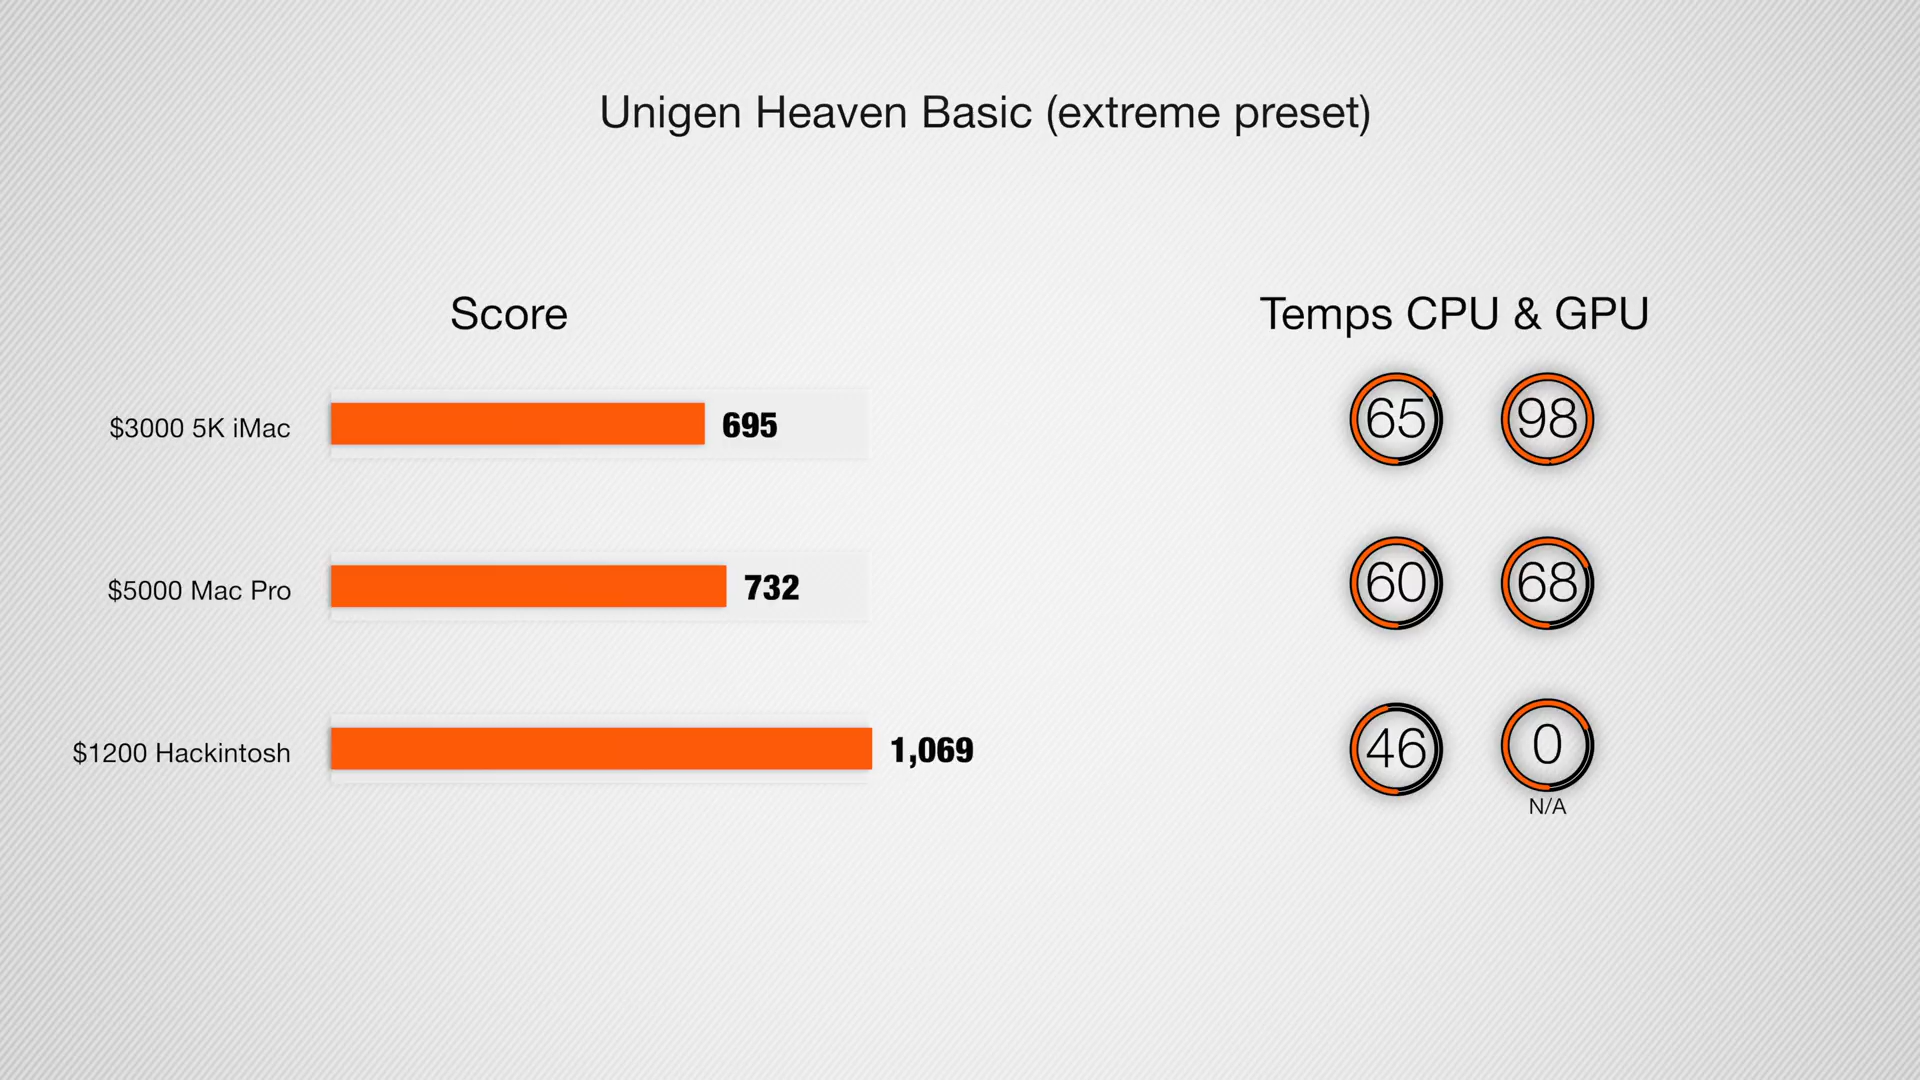 Unigen Heaven Basic (extreme preset)
Score
Temps CPU & GPU
$3000 5K iMac
695
65
98
$5000 Mac Pro
732
60
68
$1200 Hackintosh
1,069
46
0
N/A